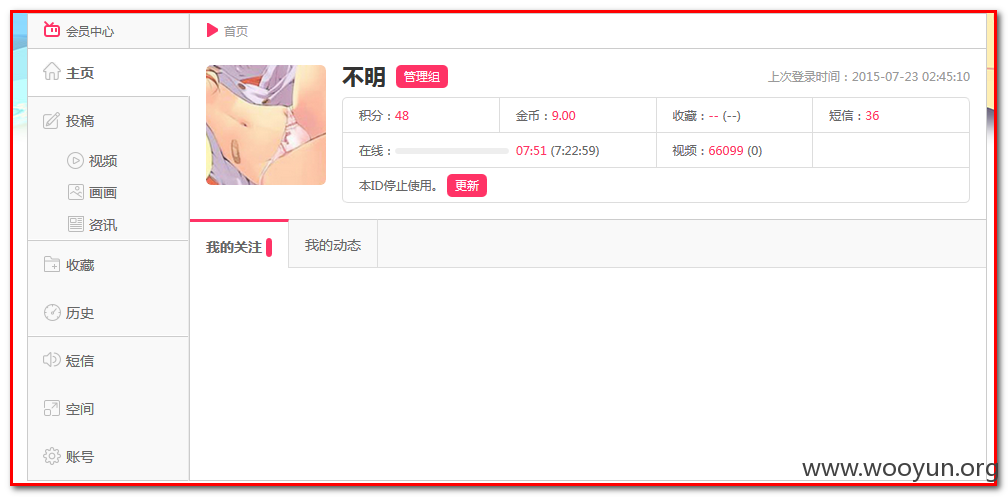 会员中心
首页
主页
投稿
视频
画画
资讯
收藏
历史
短信
空间
账号
不明 管理组
上次登录时间：2015-07-23 02:45:10
积分：48 金币：9.00 收藏：-- (--) 短信：36
在线： 07:51 (7:22:59) 视频：66099 (0)
本ID停止使用。 更新
我的关注 我的动态
www.wooyun.org